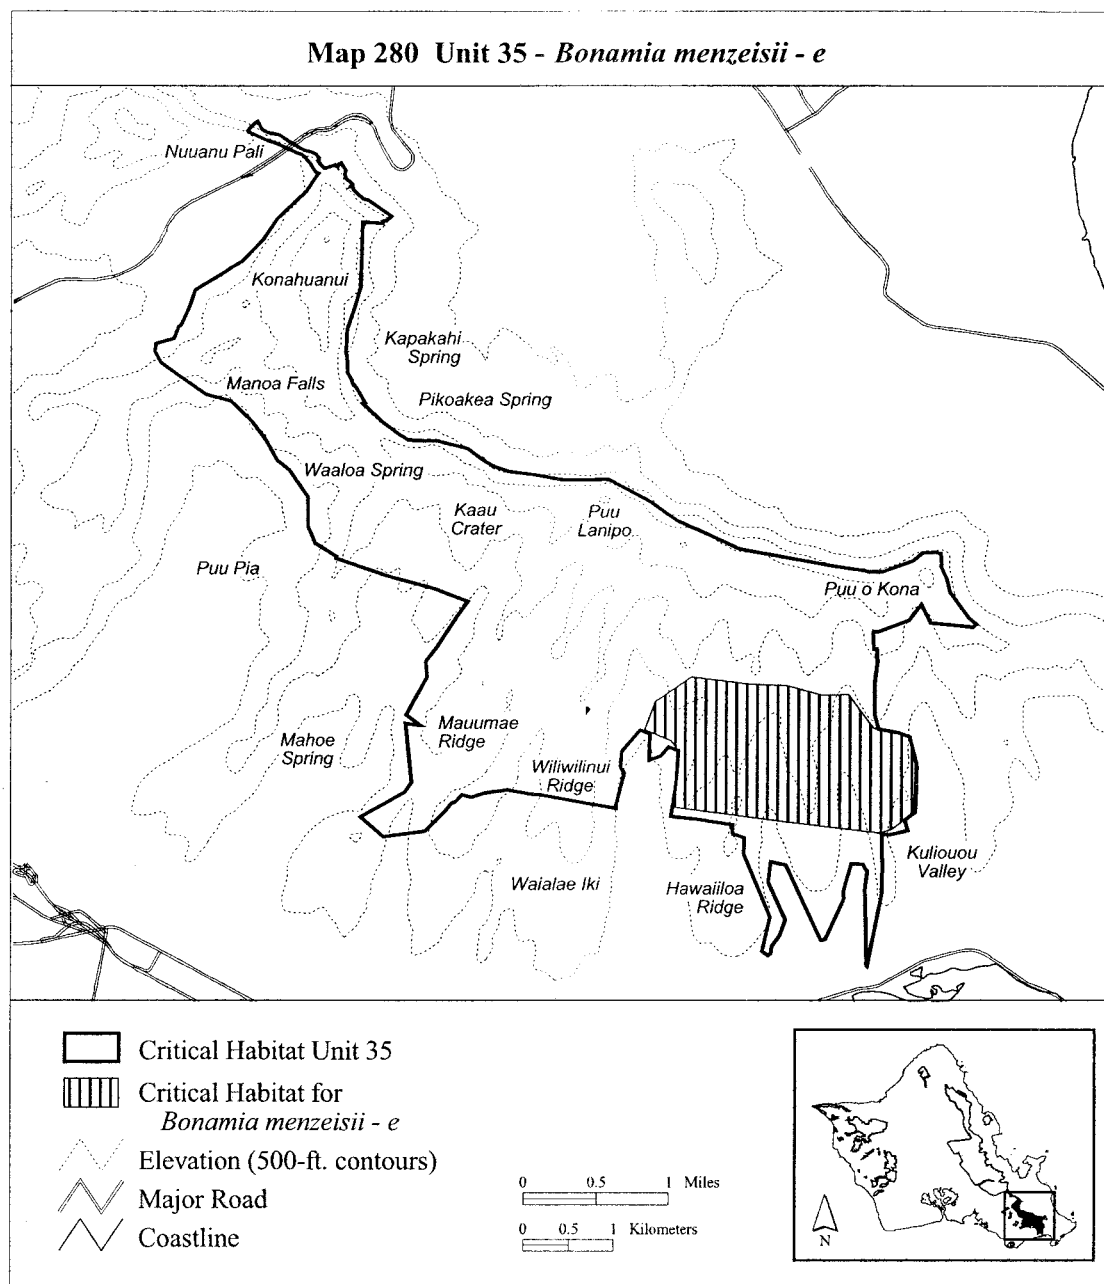 Map 280 Unit 35 - Bonamia menzeisii - e
Nuuanu Pali
Konahuanui
Kapakahi
Spring
Manoa Falls
Pikoakea Spring
Waaloa Spring
Kaau
Crater
Puu
Lanipo
Puu Pia
Puu o Kona
Mahoe
Spring
Mauumae
Ridge
Wiliwilinui
Ridge
Kuliouou
Valley
Waialae Iki
Hawaiiloa
Ridge
Critical Habitat Unit 35
Critical Habitat for
Bonamia menzeisii - e
Elevation (500-ft. contours)
Major Road
Coastline
0 0.5 1 Miles
0 0.5 1 Kilometers
N